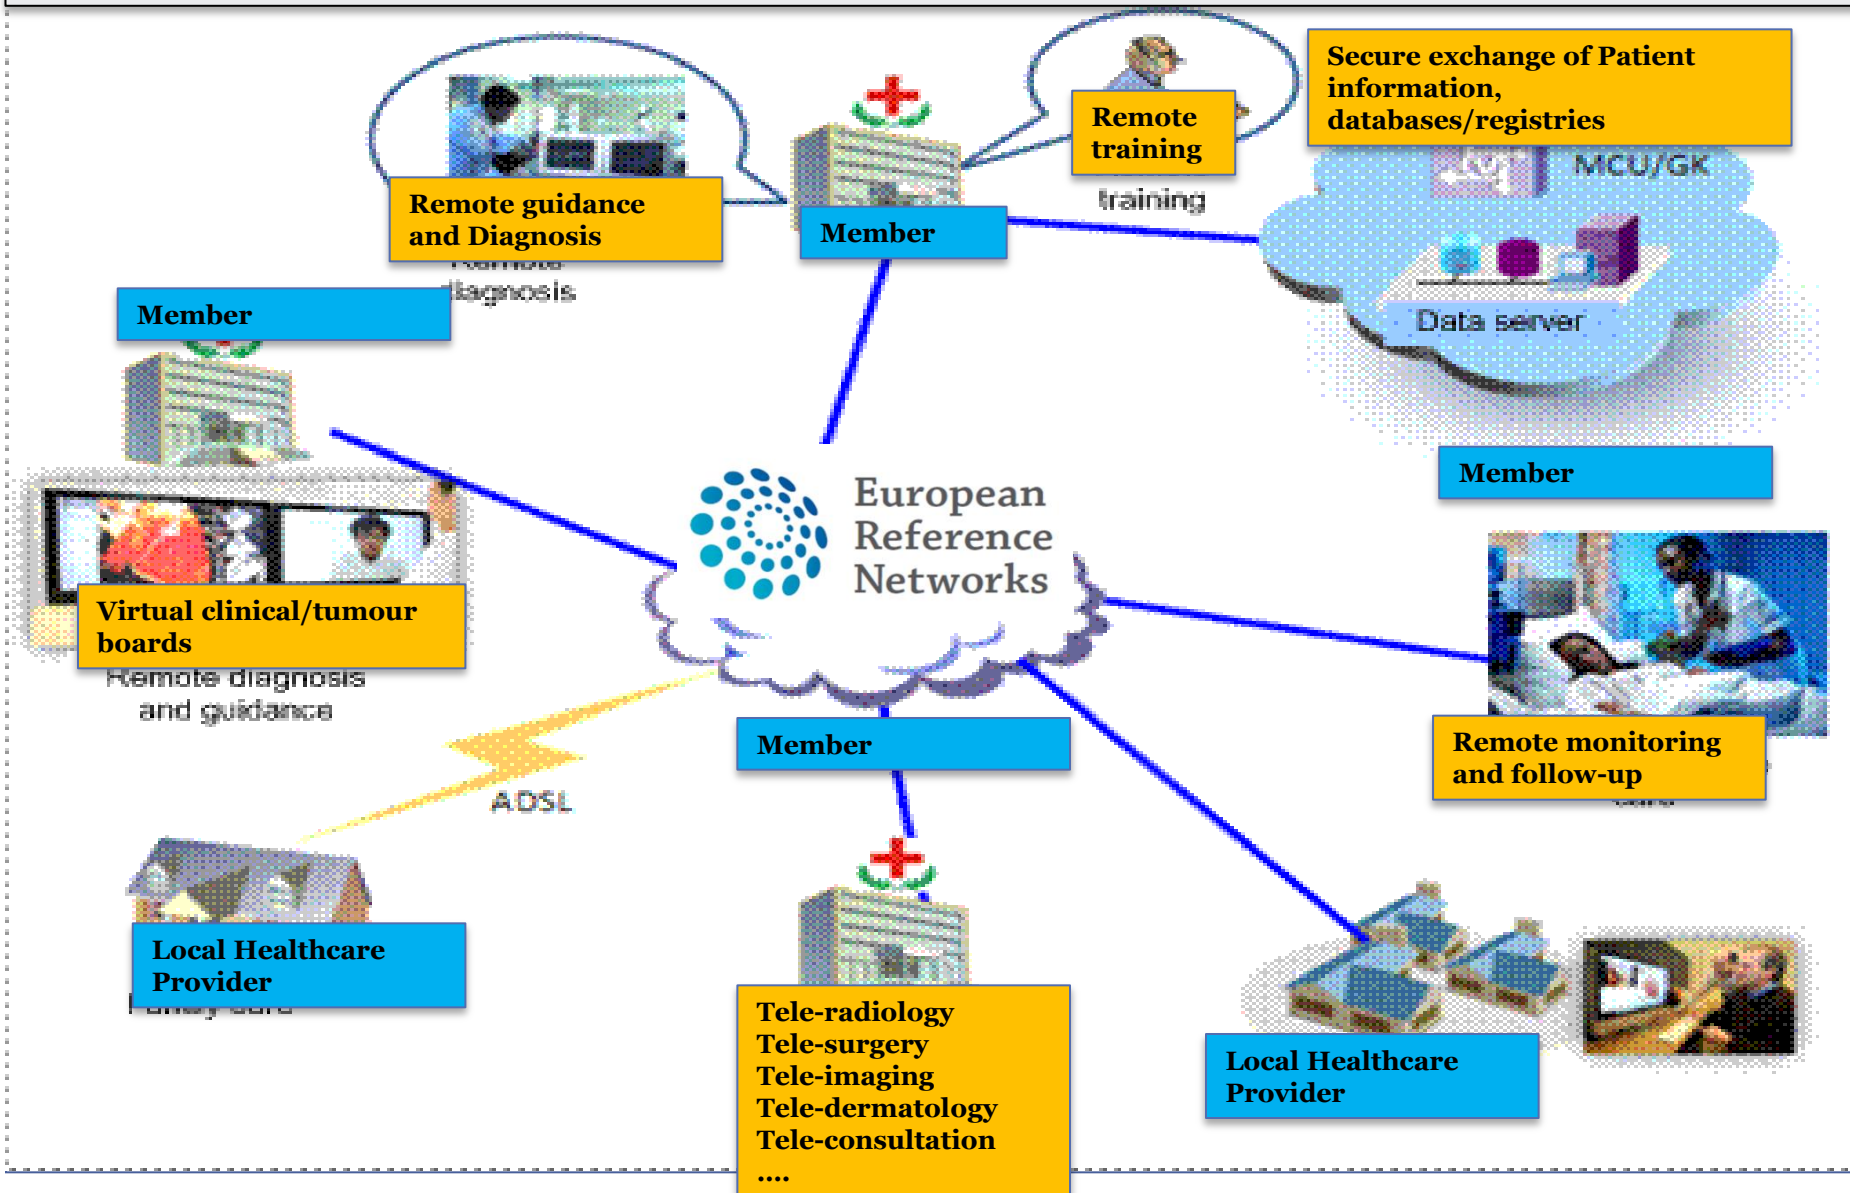 Secure exchange of Patient
information,
databases/registries
Remote
training
training
MCU/GK
Remote guidance
and Diagnosis
Remote
diagnosis
Member
Member
Data server
Member
European
Reference
Networks
Virtual clinical/tumour
boards
Remote diagnosis
and guidance
Member
Remote monitoring
and follow-up
ADSL
Local Healthcare
Provider
Tele-radiology
Tele-surgery
Tele-imaging
Tele-dermatology
Tele-consultation
....
Local Healthcare
Provider